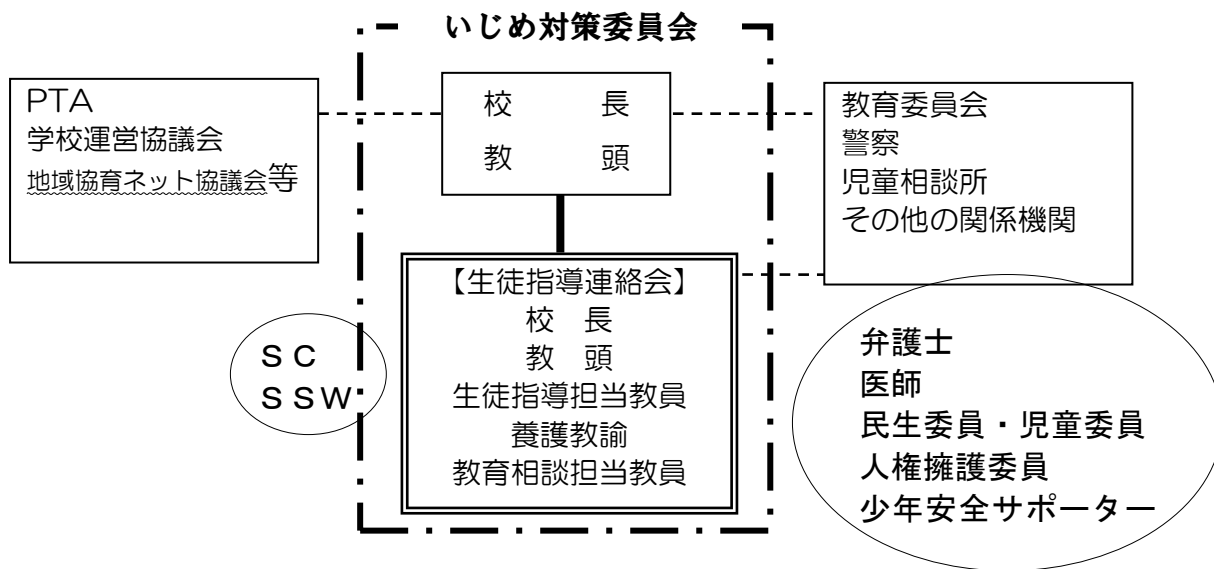 いじめ対策委員会
PTA
学校運営協議会
地域協育ネット協議会等
校　　　長
教　　　頭
教育委員会
警察
児童相談所
その他の関係機関
【生徒指導連絡会】
校　長
教　頭
生徒指導担当教員
養護教諭
教育相談担当教員
ＳＣ
ＳＳＷ
弁護士
医師
民生委員・児童委員
人権擁護委員
少年安全サポーター